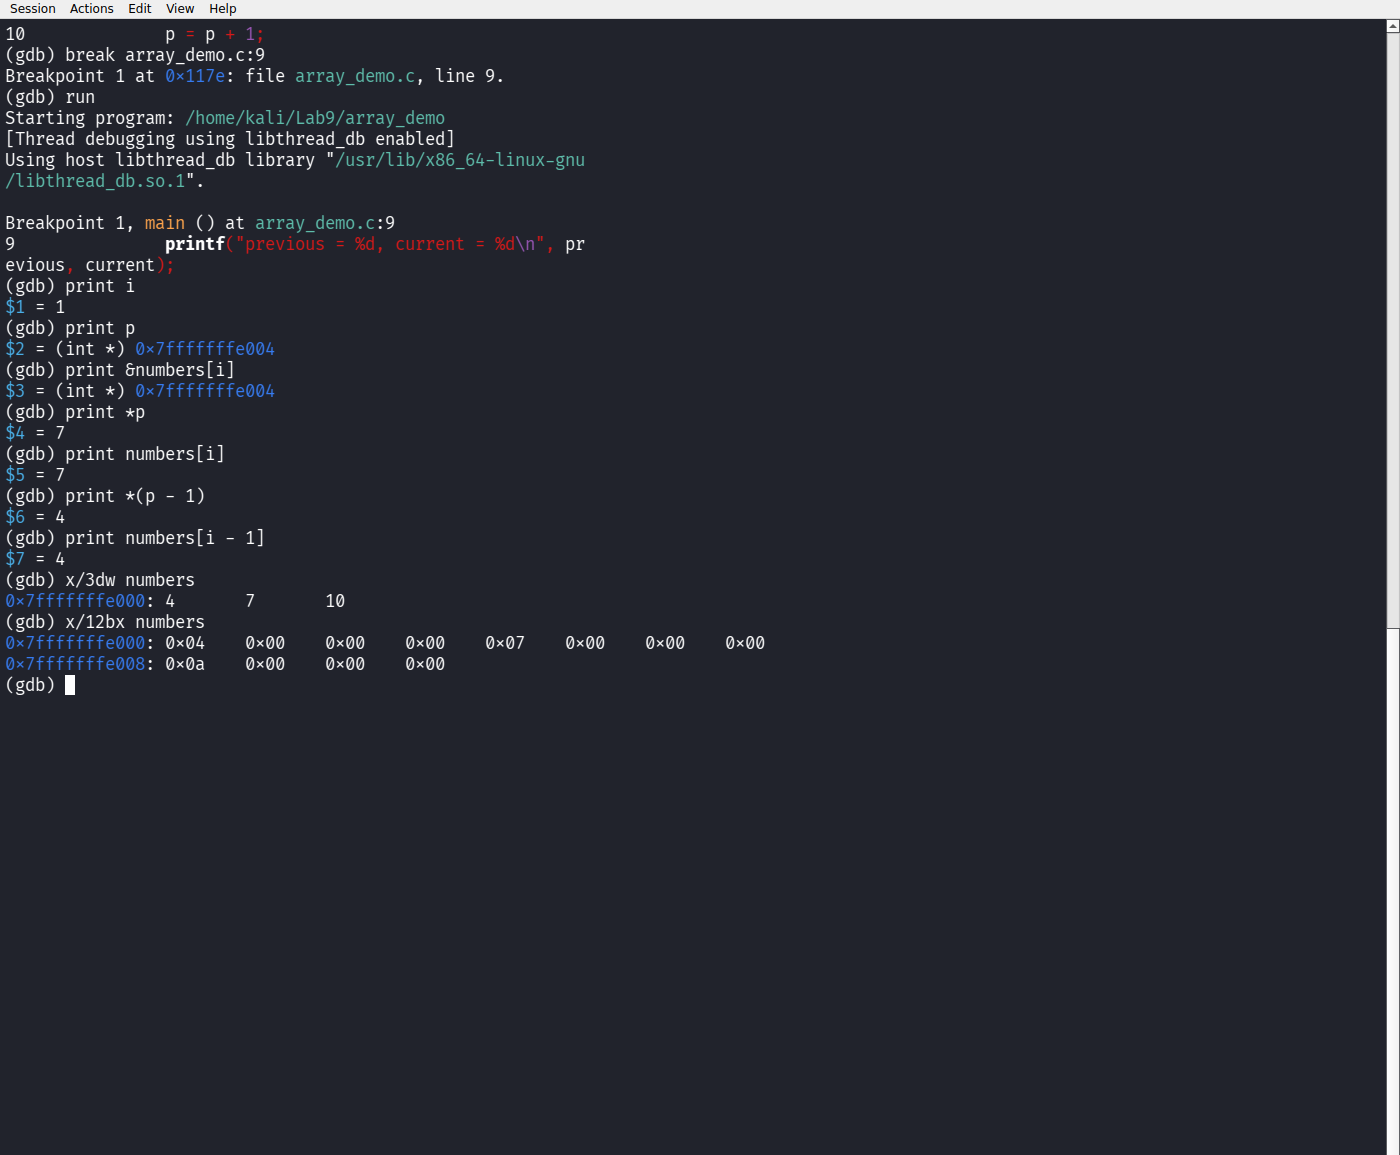 Session Actions Edit View Help
10              p = p + 1;
(gdb) break array_demo.c:9
Breakpoint 1 at 0x117e: file array_demo.c, line 9.
(gdb) run
Starting program: /home/kali/Lab9/array_demo
[Thread debugging using libthread_db enabled]
Using host libthread_db library "/usr/lib/x86_64-linux-gnu
/libthread_db.so.1".

Breakpoint 1, main () at array_demo.c:9
9               printf("previous = %d, current = %d\n", pr
evious, current);
(gdb) print i
$1 = 1
(gdb) print p
$2 = (int *) 0x7fffffffe004
(gdb) print &numbers[i]
$3 = (int *) 0x7fffffffe004
(gdb) print *p
$4 = 7
(gdb) print numbers[i]
$5 = 7
(gdb) print *(p - 1)
$6 = 4
(gdb) print numbers[i - 1]
$7 = 4
(gdb) x/3dw numbers
0x7fffffffe000: 4       7       10
(gdb) x/12bx numbers
0x7fffffffe000: 0x04    0x00    0x00    0x00    0x07    0x00    0x00    0x00
0x7fffffffe008: 0x0a    0x00    0x00    0x00
(gdb)